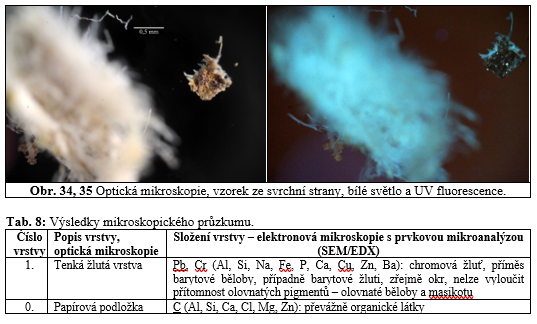 0,5 mm
Obr. 34, 35 Optická mikroskopie, vzorek ze svrchní strany, bílé světlo a UV fluorescence.
Tab. 8: Výsledky mikroskopického průzkumu.
Číslo vrstvy
Popis vrstvy, optická mikroskopie
Složení vrstvy – elektronová mikroskopie s prvkovou mikroanalýzou
(SEM/EDX)
1.
Tenká žlutá vrstva
Pb, Cr (Al, Si, Na, Fe, P, Ca, Cu, Zn, Ba): chromová žluť, příměs
barytové běloby, případně barytové žluti, zřejmě okr, nelze vyloučit
přítomnost olovnatých pigmentů – olovnaté běloby a masikotu
0.
Papírová podložka
C (Al, Si, Ca, Cl, Mg, Zn): převážně organické látky